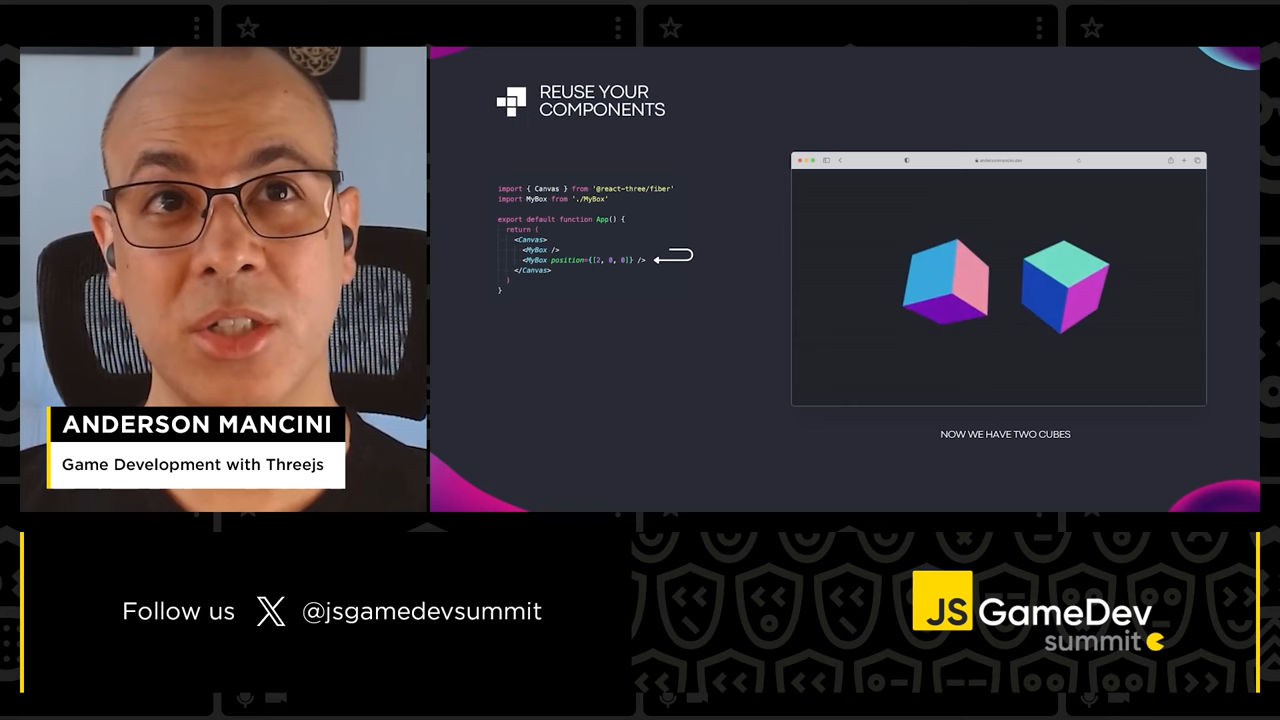 REUSE YOUR
COMPONENTS
import { Canvas } from '@react-three/fiber'
import MyBox from './MyBox'
export default function App() {
return (
<Canvas>
<MyBox />
<MyBox position={[2, 0, 0]} />
</Canvas>
)
}
andersonmancini.dev
NOW WE HAVE TWO CUBES
ANDERSON MANCINI
Game Development with Threejs
Follow us X @jsgamedevsummit
JS GameDev
summit